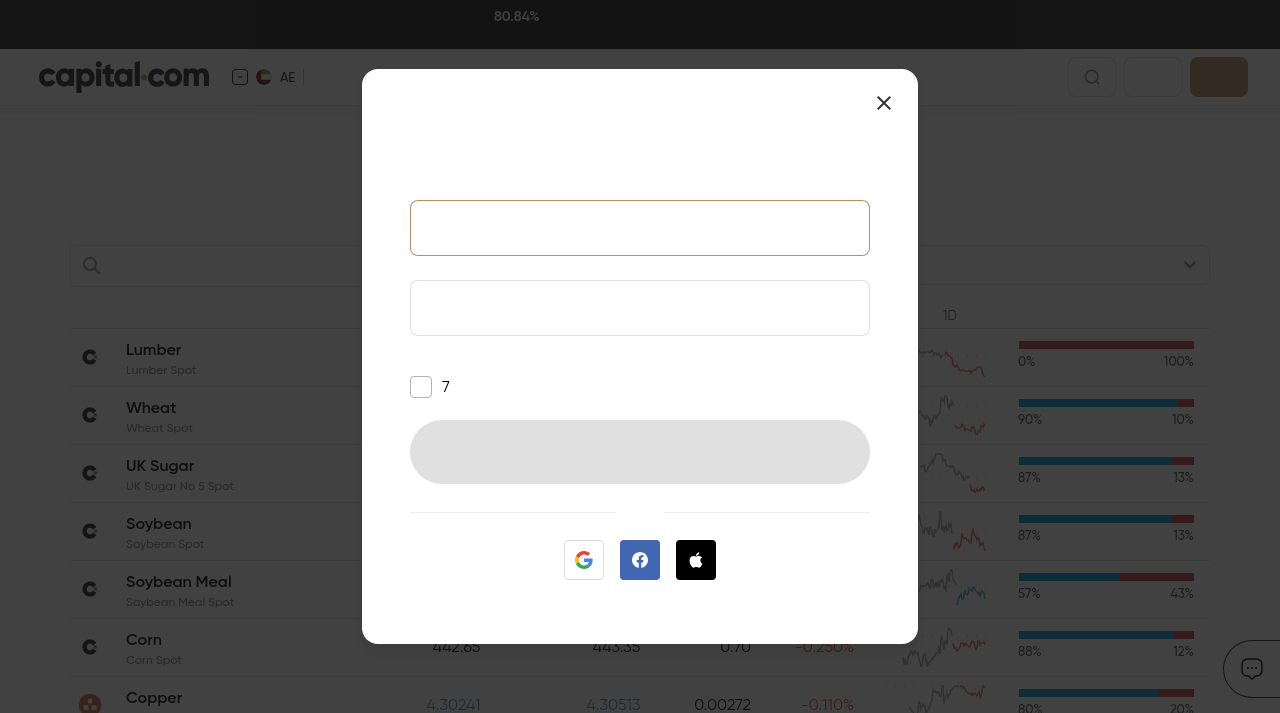 80.84%
capital.com
AE
7
1D
Lumber
Lumber Spot
0%
100%
Wheat
Wheat Spot
90%
10%
UK Sugar
UK Sugar No 5 Spot
87%
13%
Soybean
Soybean Spot
87%
13%
Soybean Meal
Soybean Meal Spot
57%
43%
Corn
Corn Spot
442.65
443.35
0.70
-0.250%
88%
12%
Copper
4.30241
4.30513
0.00272
-0.110%
80%
20%